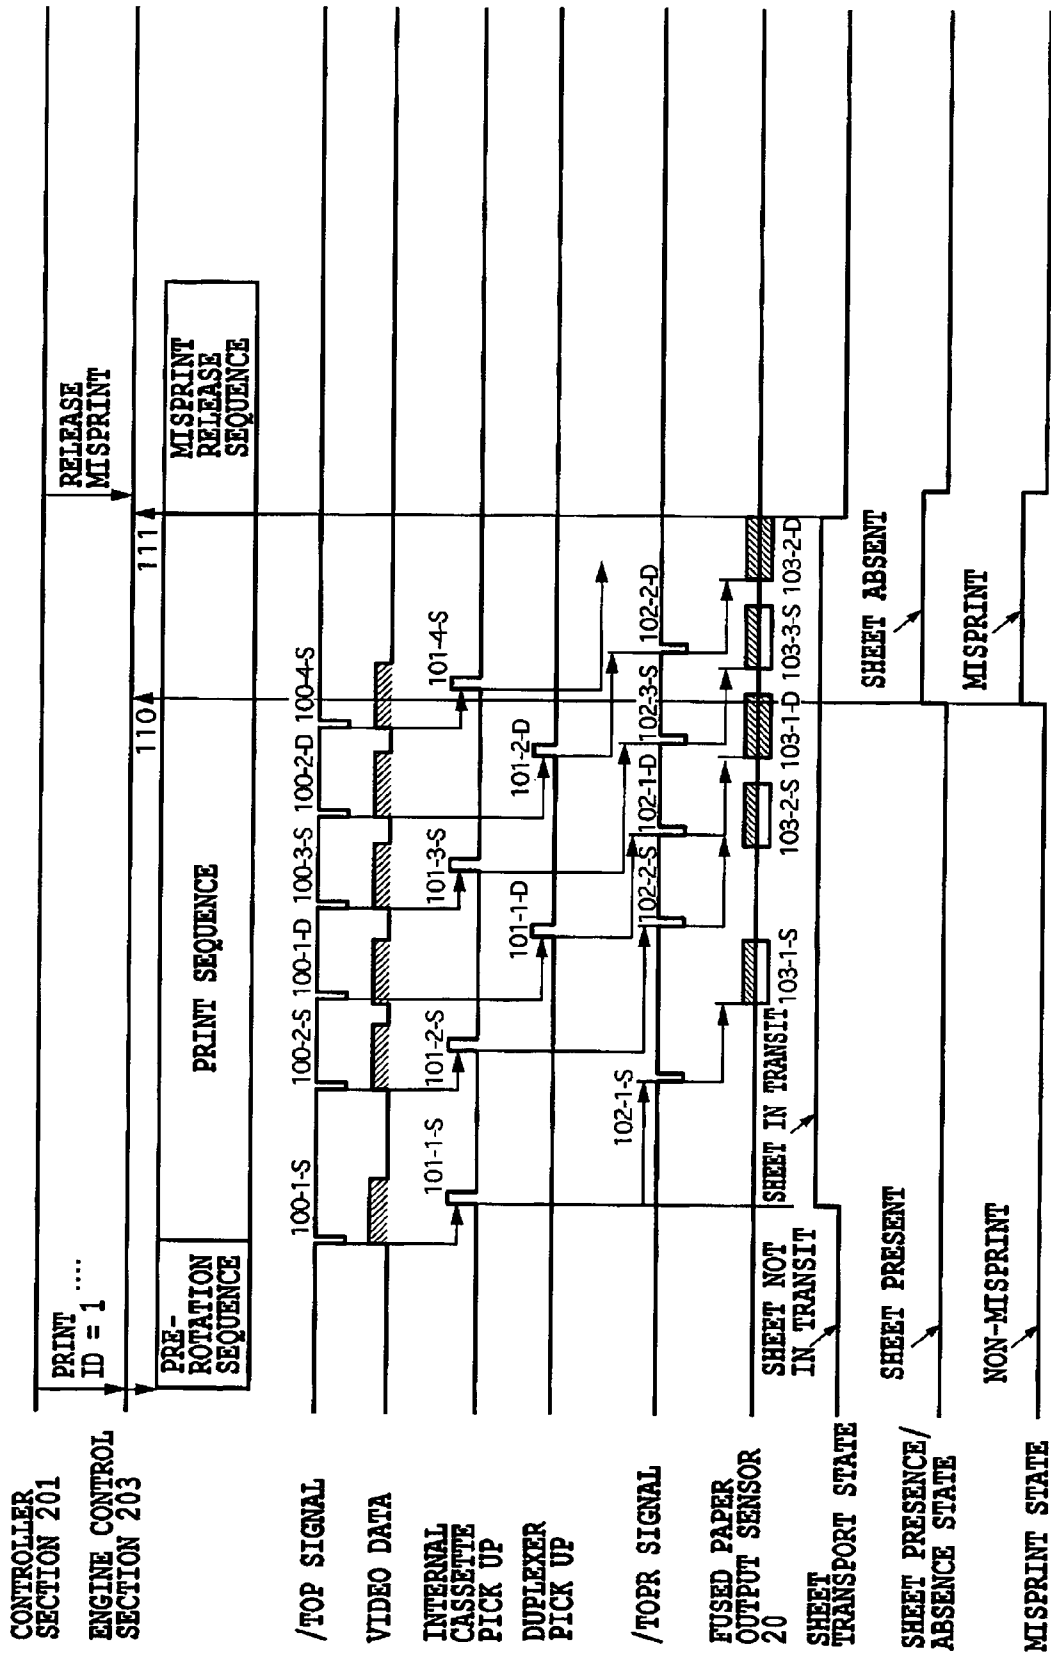 CONTROLLER
SECTION 201
PRINT
ID = 1 ....
RELEASE
MISPRINT
ENGINE CONTROL
SECTION 203
110
111
PRE-
ROTATION
SEQUENCE
PRINT SEQUENCE
MISPRINT
RELEASE
SEQUENCE
/TOP SIGNAL
100-1-S
100-2-S
100-1-D
100-3-S
100-2-D
100-4-S
VIDEO DATA
INTERNAL
CASSETTE
PICK UP
101-1-S
101-2-S
101-3-S
101-4-S
DUPLEXER
PICK UP
101-1-D
101-2-D
/TOPR SIGNAL
102-1-S
102-2-S
102-1-D
102-3-S
102-2-D
FUSED PAPER
OUTPUT SENSOR
20
103-1-S
103-2-S
103-1-D
103-3-S
103-2-D
SHEET
TRANSPORT STATE
SHEET NOT
IN TRANSIT
SHEET IN TRANSIT
SHEET PRESENCE/
ABSENCE STATE
SHEET PRESENT
SHEET ABSENT
MISPRINT STATE
NON-MISPRINT
MISPRINT